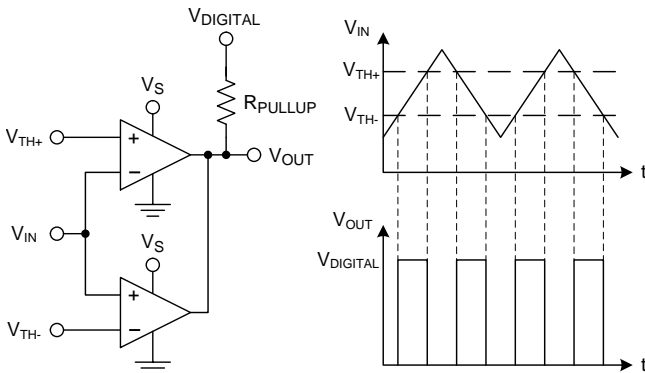 VDIGITAL
VS
RPULLUP
VTH+
+
−
VOUT
VIN
VS
+
−
VTH-
VIN
VTH+
VTH-
t
VOUT
VDIGITAL
t